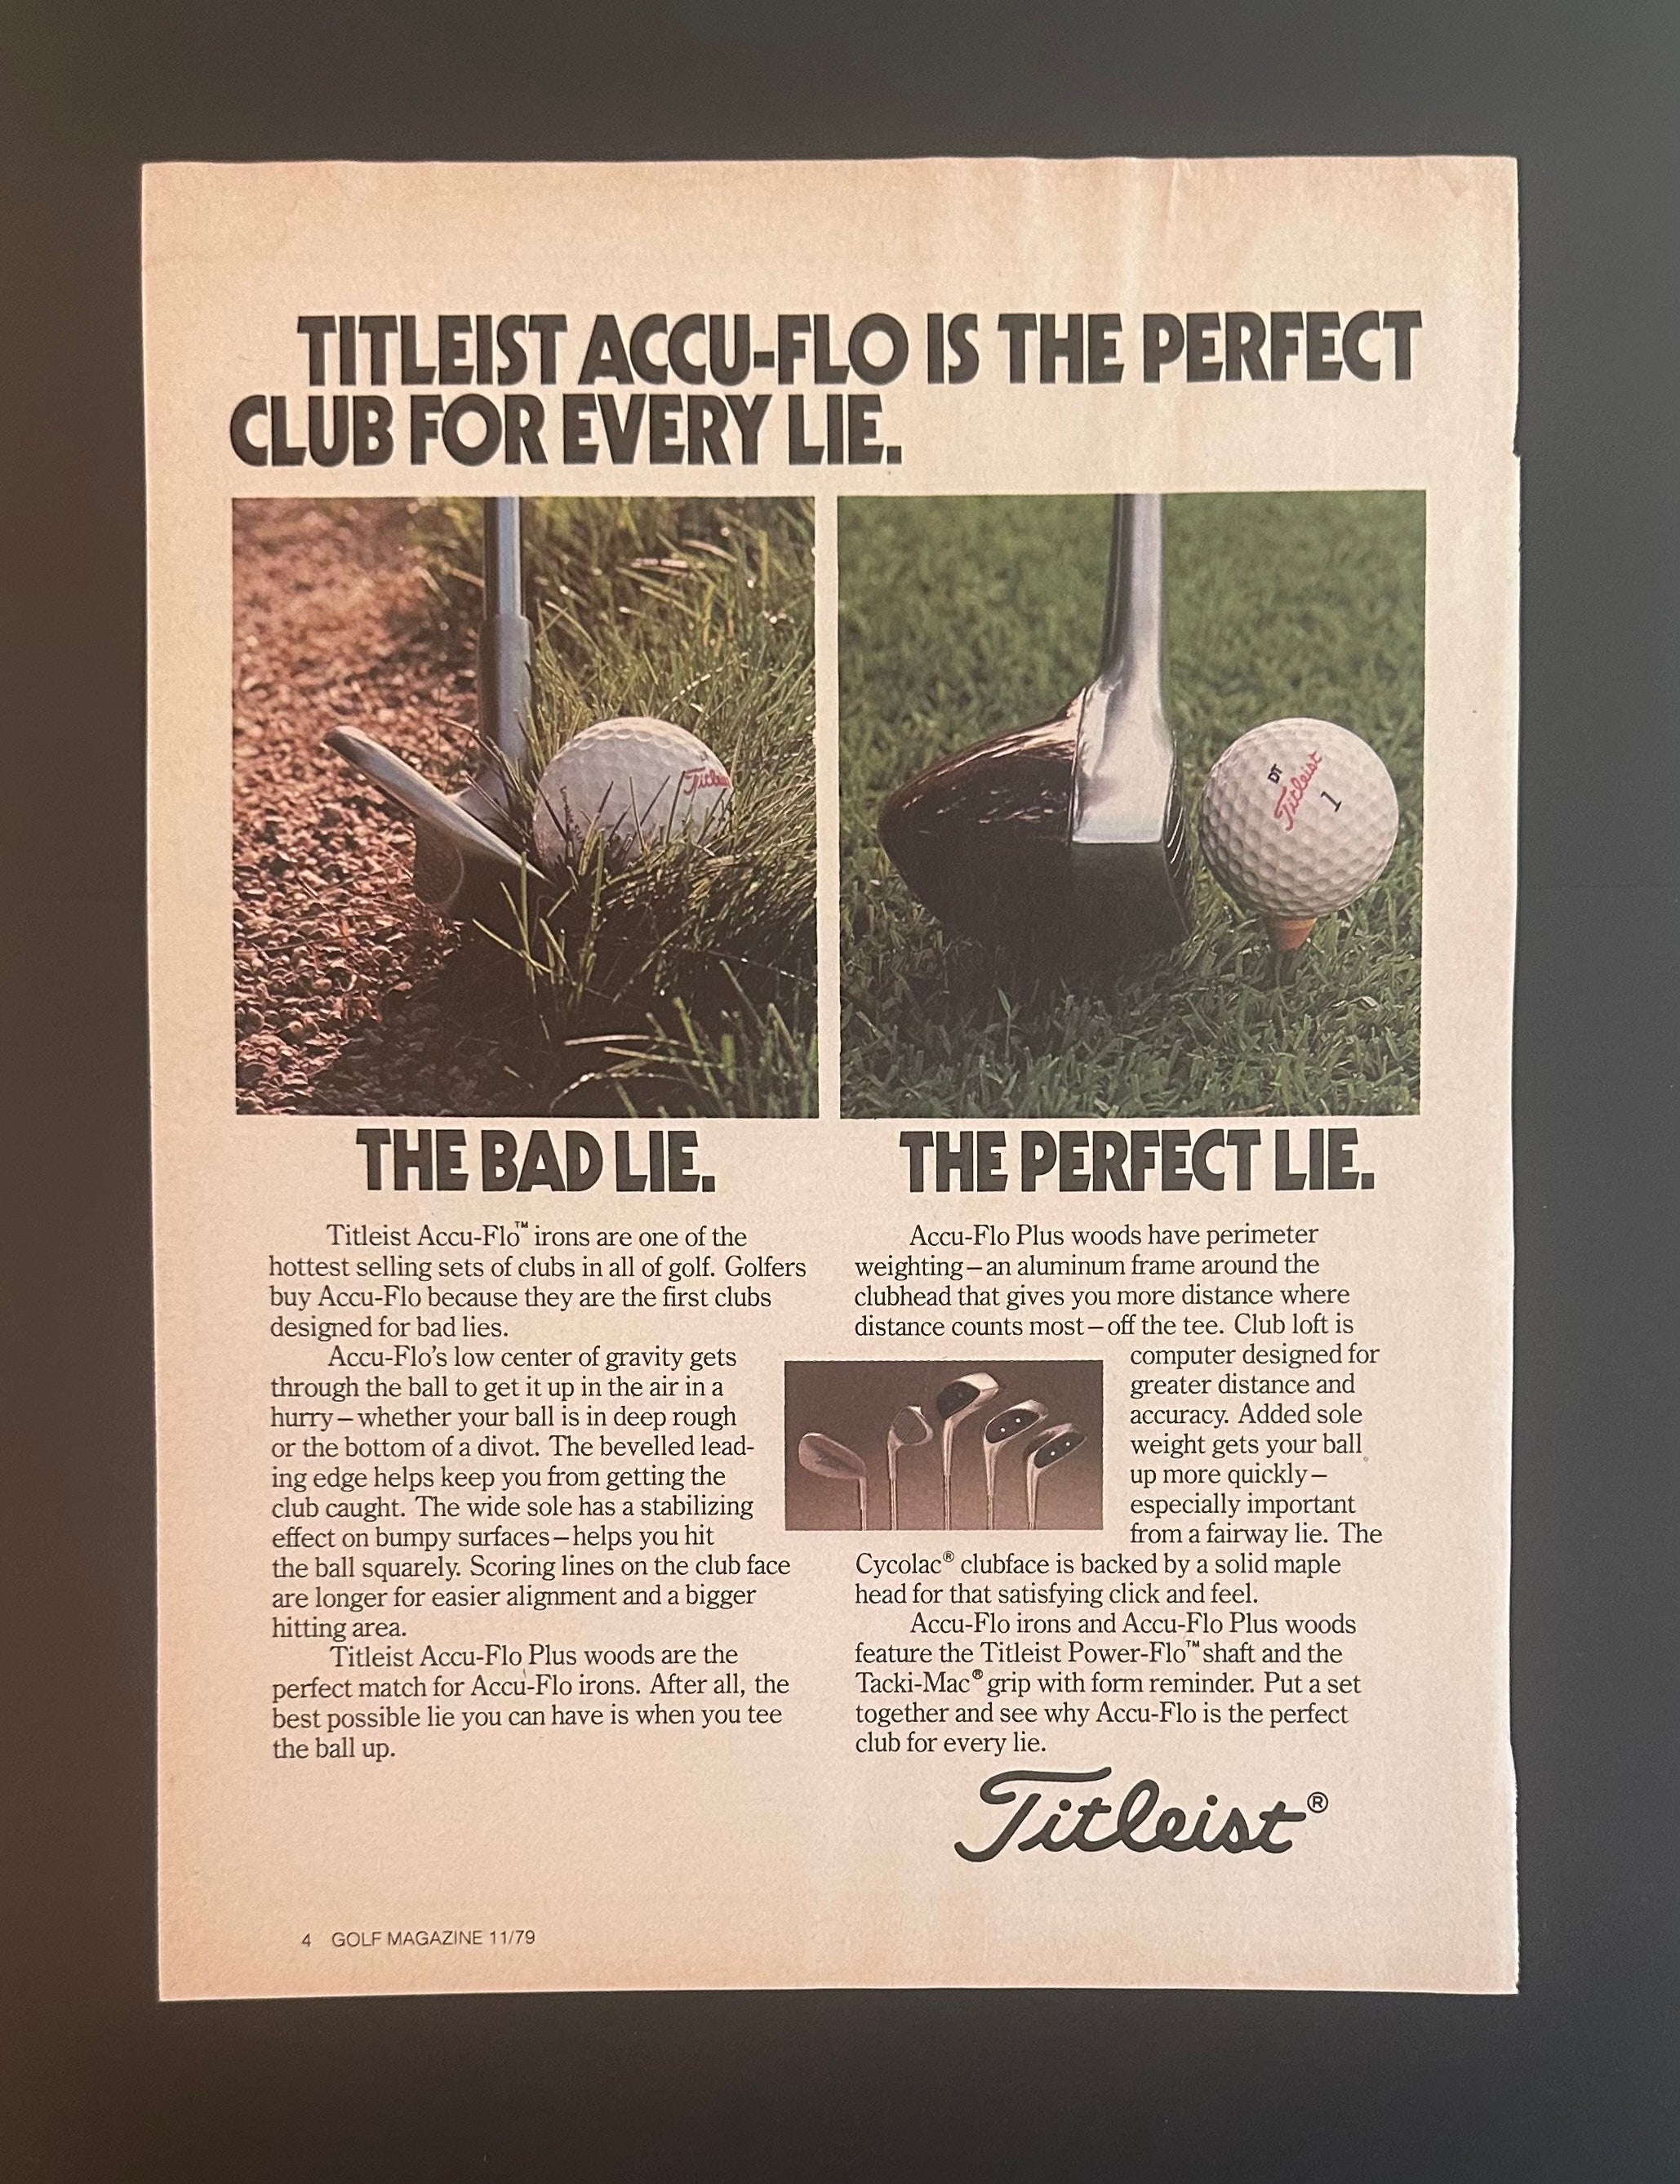 TITLEIST ACCU-FLO IS THE PERFECT
CLUB FOR EVERY LIE.
Titleist
DT
Titleist
1
THE BAD LIE.
Titleist Accu-Flo™ irons are one of the
hottest selling sets of clubs in all of golf. Golfers
buy Accu-Flo because they are the first clubs
designed for bad lies.
Accu-Flo's low center of gravity gets
through the ball to get it up in the air in a
hurry–whether your ball is in deep rough
or the bottom of a divot. The bevelled lead-
ing edge helps keep you from getting the
club caught. The wide sole has a stabilizing
effect on bumpy surfaces–helps you hit
the ball squarely. Scoring lines on the club face
are longer for easier alignment and a bigger
hitting area.
Titleist Accu-Flo Plus woods are the
perfect match for Accu-Flo irons. After all, the
best possible lie you can have is when you tee
the ball up.
THE PERFECT LIE.
Accu-Flo Plus woods have perimeter
weighting–an aluminum frame around the
clubhead that gives you more distance where
distance counts most–off the tee. Club loft is
computer designed for
greater distance and
accuracy. Added sole
weight gets your ball
up more quickly–
especially important
from a fairway lie. The
Cycolac® clubface is backed by a solid maple
head for that satisfying click and feel.
Accu-Flo irons and Accu-Flo Plus woods
feature the Titleist Power-Flo™ shaft and the
Tacki-Mac® grip with form reminder. Put a set
together and see why Accu-Flo is the perfect
club for every lie.
Titleist®
4 GOLF MAGAZINE 11/79